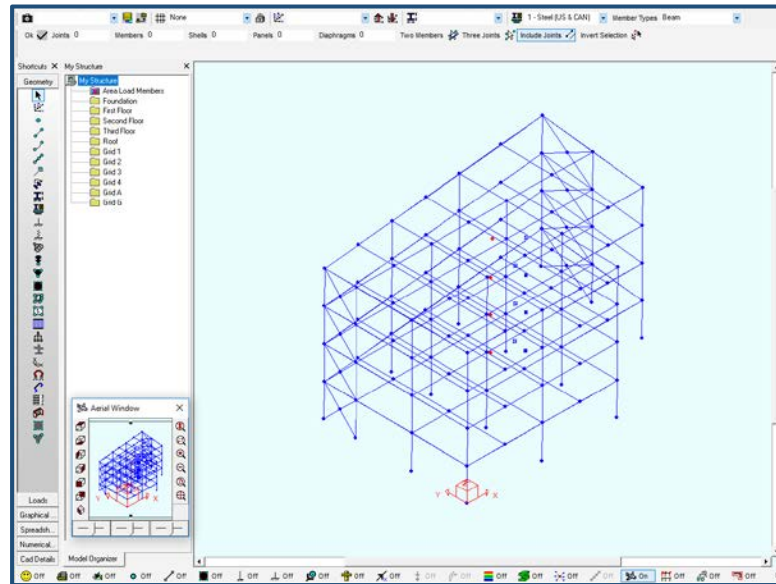 None
1 - Steel (US & CAN)
Member Types Beam
Ok Joints 0 Members 0 Shells 0 Panels 0 Diaphragms 0 Two Members Three Joints Include Joints Invert Selection
Shortcuts X
Geometry
My Structure X
My Structure
Area Load Members
Foundation
First Floor
Second Floor
Third Floor
Roof
Grid 1
Grid 2
Grid 3
Grid 4
Grid A
Grid G
Y X
Aerial Window X
Y X
Loads
Graphical ...
Spreadsh...
Numerical...
Cad Details
Model Organizer
Off Off Off Off Off Off Off Off Off Off Off Off Off Off Off Off Off On Off Off Off